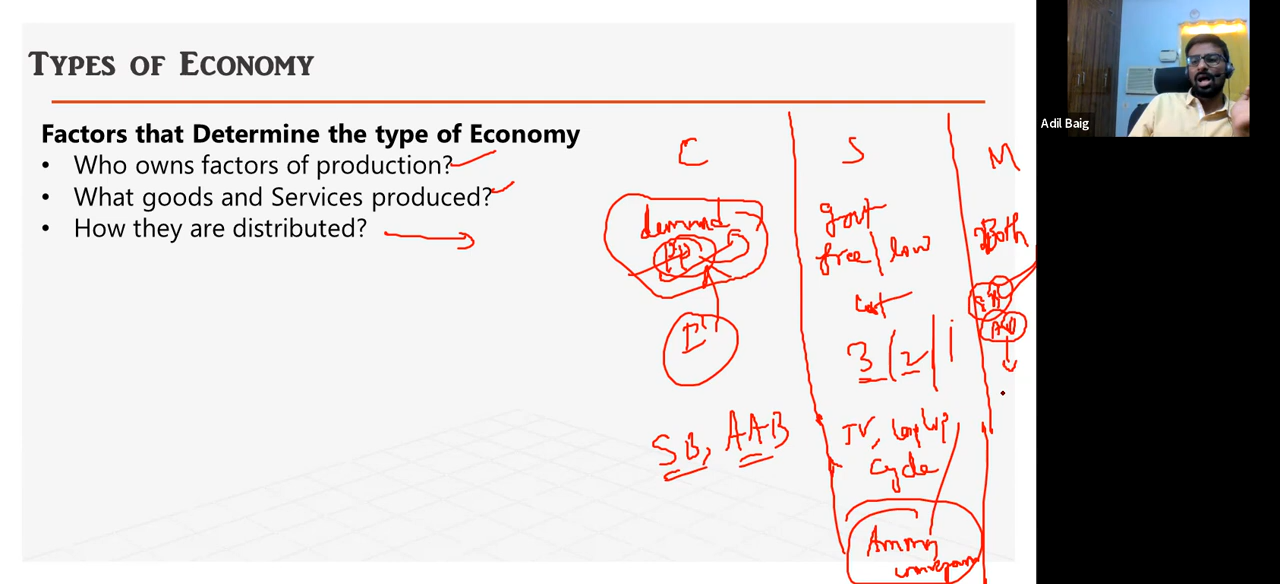 TYPES OF ECONOMY
Factors that Determine the type of Economy
• Who owns factors of production?
• What goods and Services produced?
• How they are distributed?
C
demand
SB, AAB
S
govt
free/low
cost
3/2/1
TV,
cycle
M
Both
Adil Baig